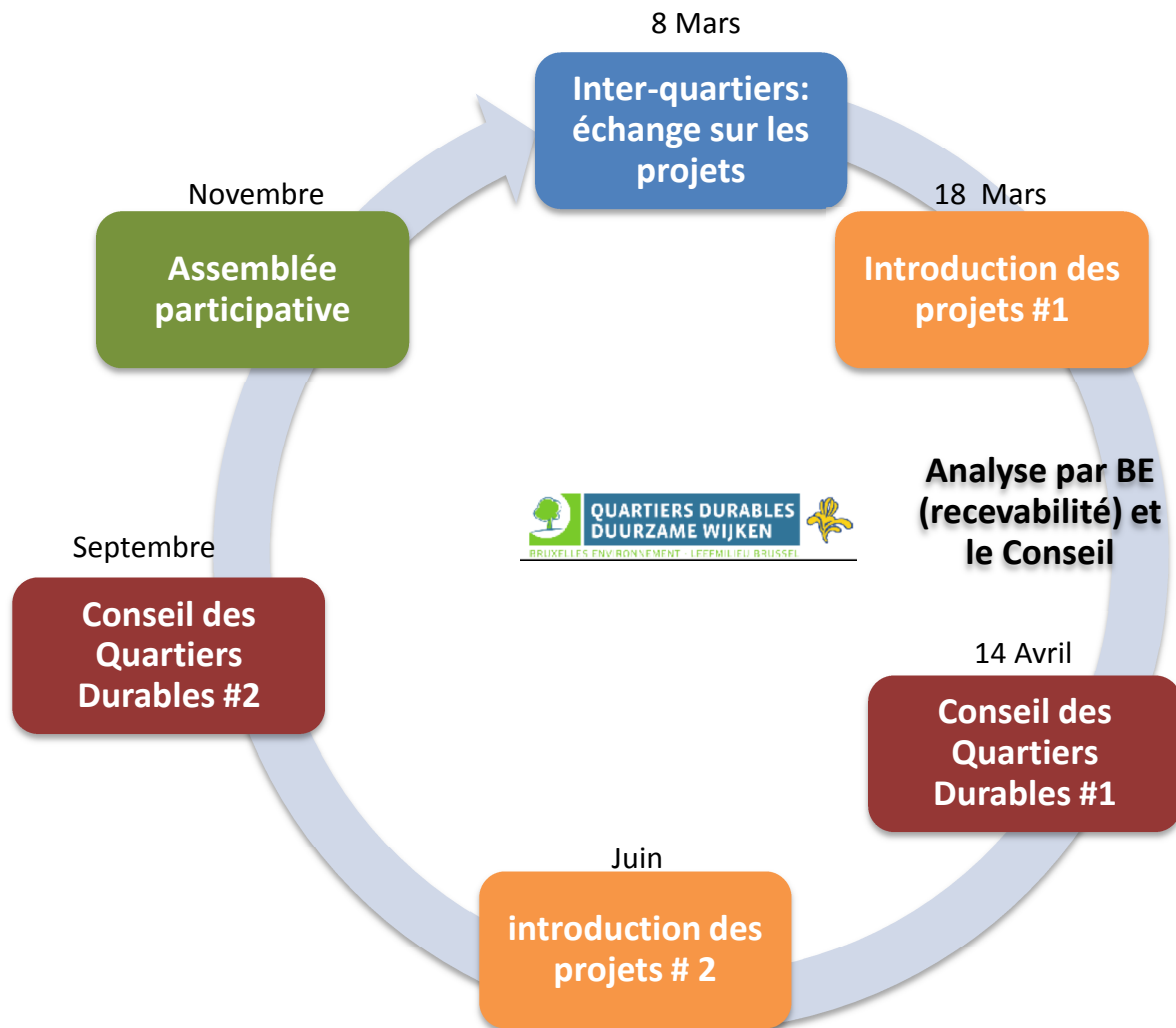 8 Mars
Inter-quartiers:
échange sur les
projets
18 Mars
Introduction des
projets #1
Analyse par BE
(recevabilité) et
le Conseil
14 Avril
Conseil des
Quartiers
Durables #1
Juin
introduction des
projets # 2
Septembre
Conseil des
Quartiers
Durables #2
Novembre
Assemblée
participative
QUARTIERS DURABLES
DUURZAME WIJKEN
BRUXELLES ENVIRONNEMENT - LEEFMILIEU BRUSSEL